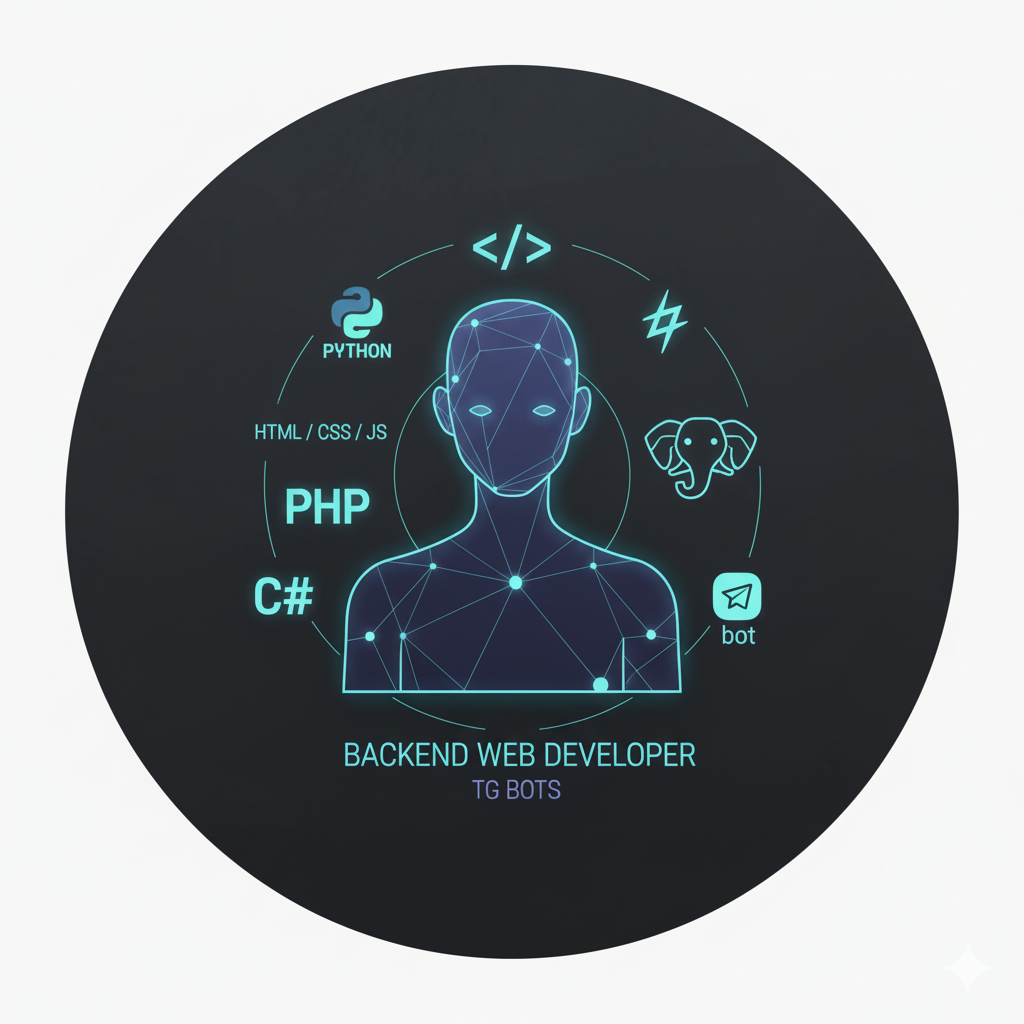 </>
PYTHON
HTML / CSS / JS
PHP
C#
bot
BACKEND WEB DEVELOPER
TG BOTS